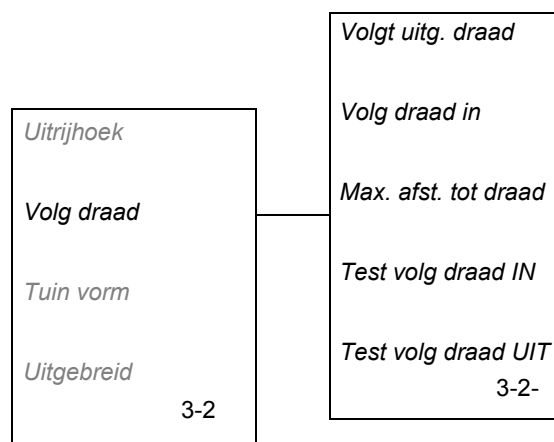 Uitrijhoek
Volg draad
Tuin vorm
Uitgebreid
3-2
Volgt uitg. draad
Volg draad in
Max. afst. tot draad
Test volg draad IN
Test volg draad UIT
3-2-